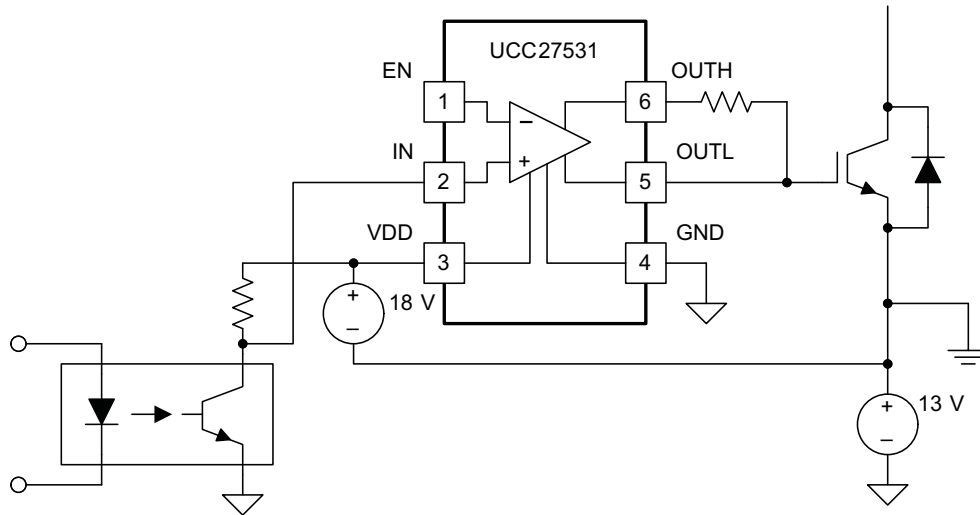 UCC27531
EN
OUTH
1
6
IN
OUTL
2
5
VDD
GND
3
4
+
18 V
–
+
13 V
–
–
+